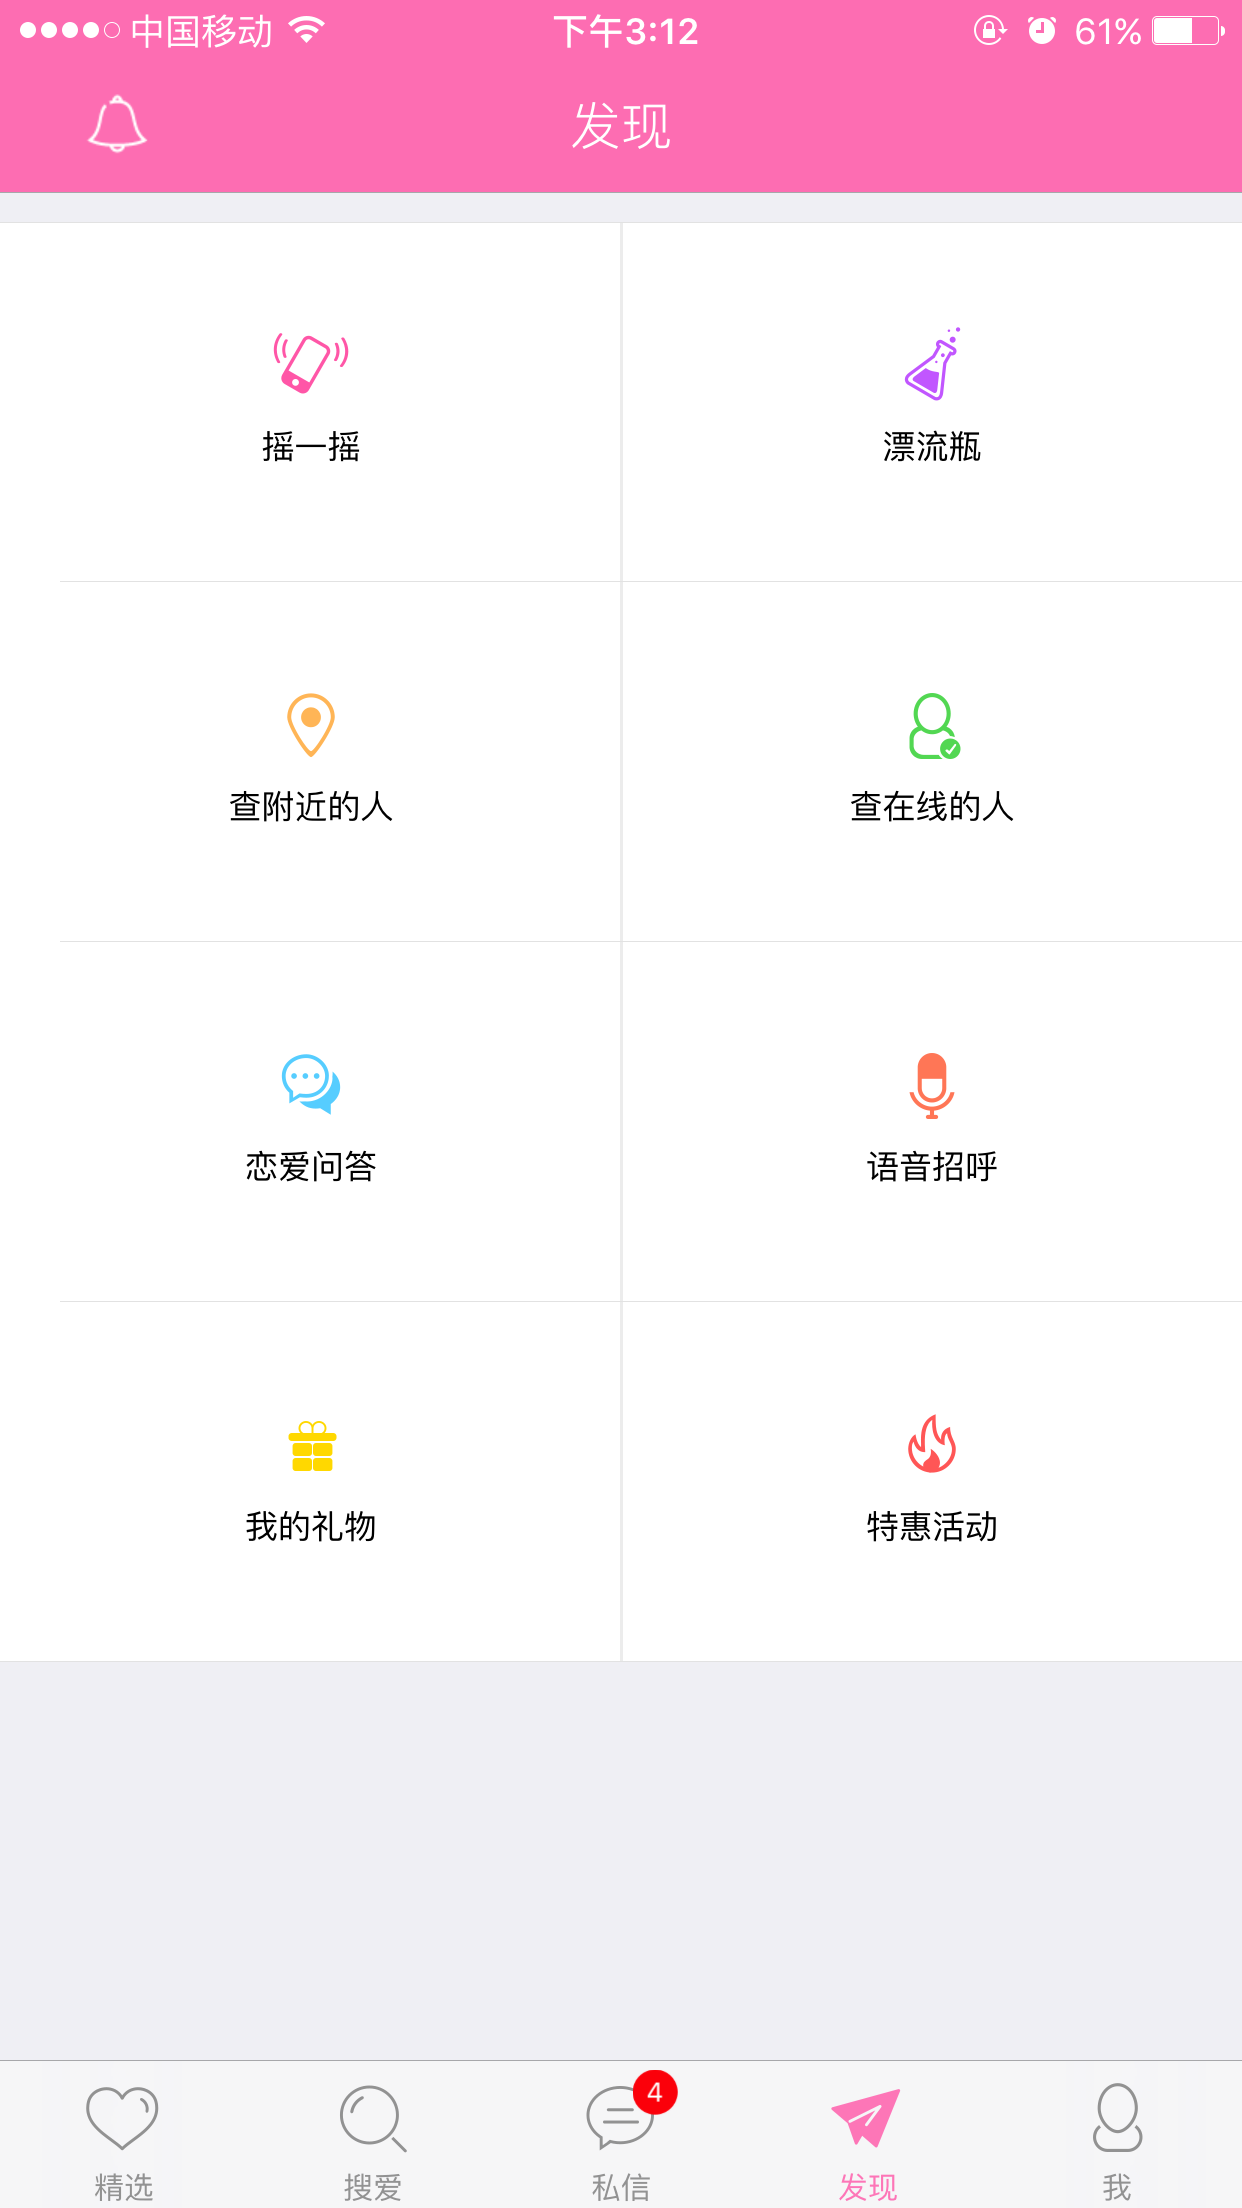 中国移动 下午3:12 61%
发现
摇一摇 漂流瓶
查附近的人 查在线的人
恋爱问答 语音招呼
我的礼物 特惠活动
4
精选 搜爱 私信 发现 我